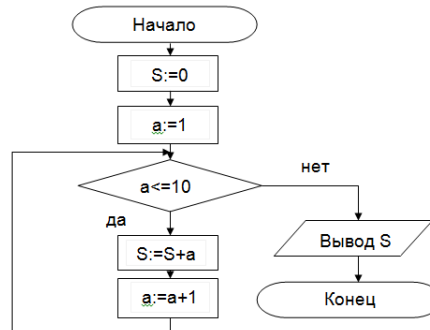 Начало
S:=0
a:=1
a<=10
нет
да
S:=S+a
Вывод S
a:=a+1
Конец